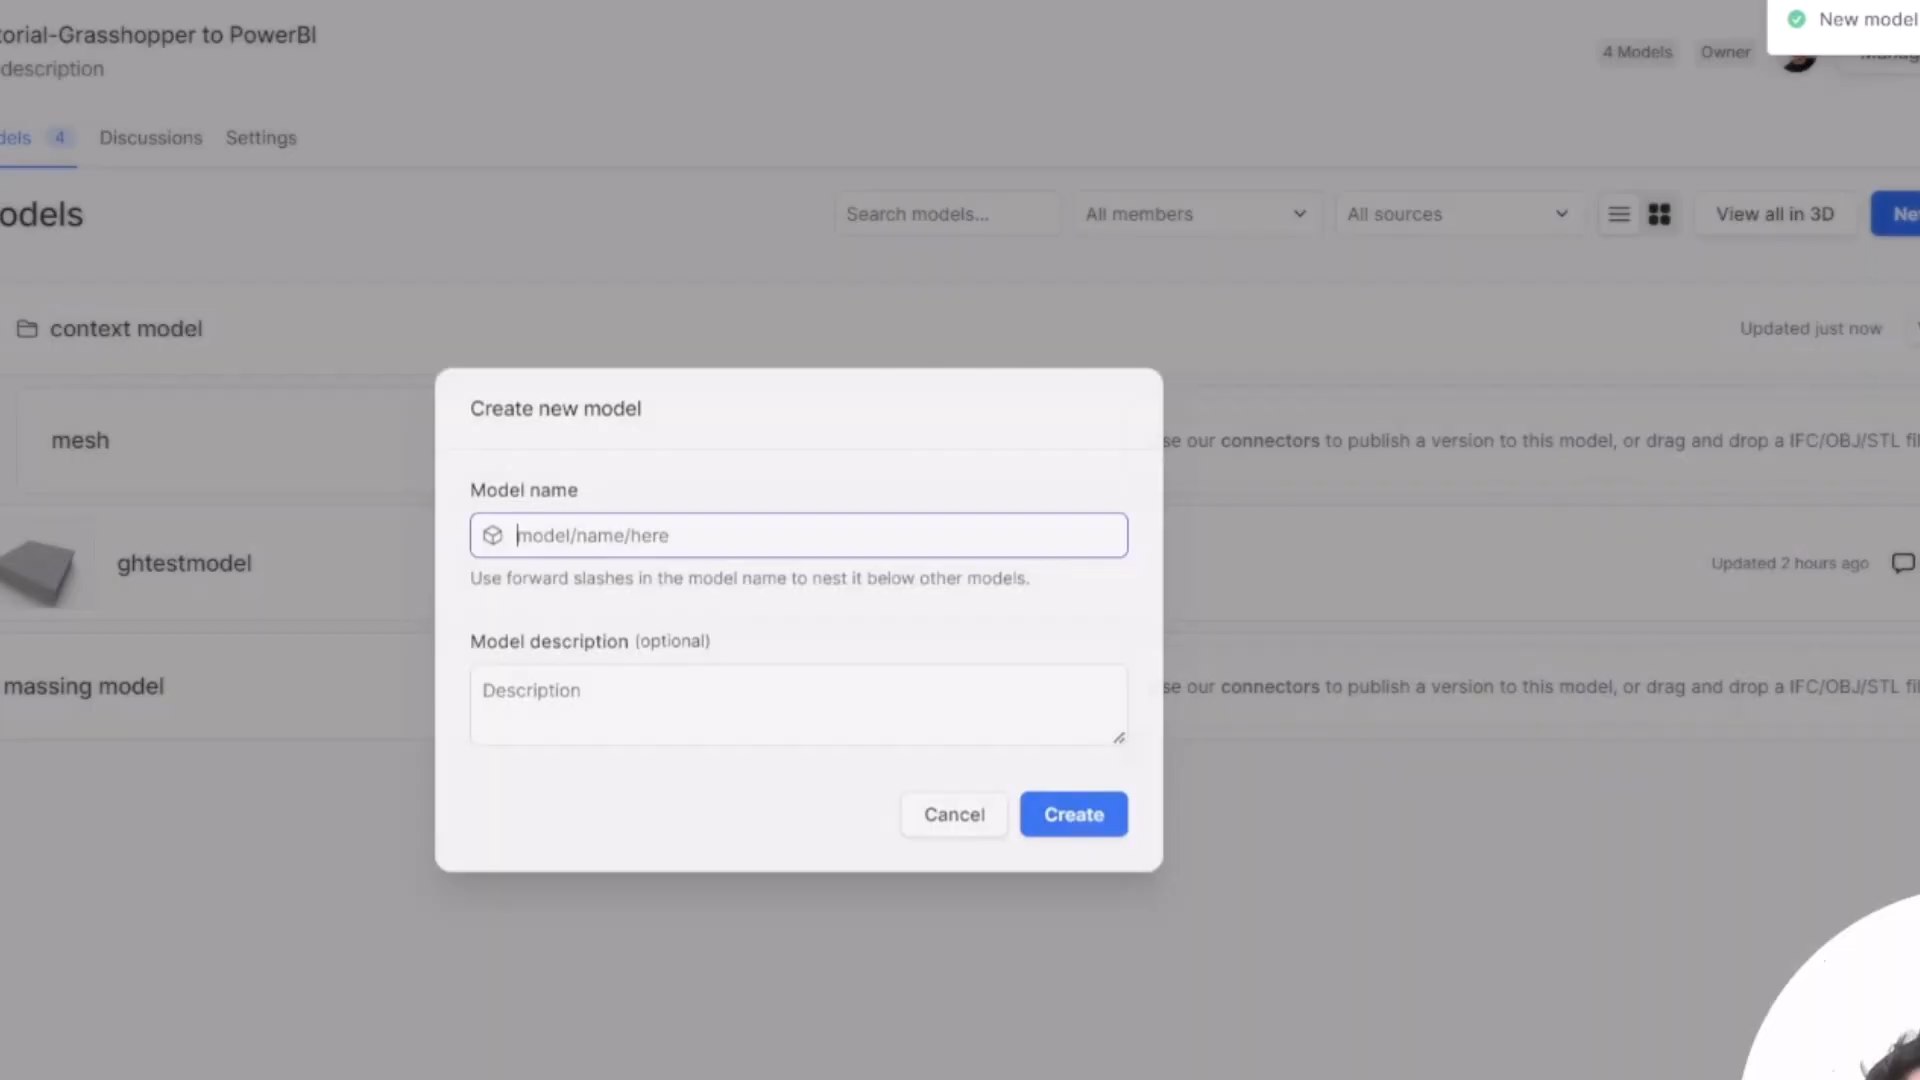 torial-Grasshopper to PowerBI
description
4 Models
Owner
New model
dels 4
Discussions
Settings
odels
Search models...
All members
All sources
View all in 3D
Ne
context model
Updated just now
Create new model
mesh
se our connectors to publish a version to this model, or drag and drop a IFC/OBJ/STL fil
Model name
model/name/here
Use forward slashes in the model name to nest it below other models.
ghtestmodel
Updated 2 hours ago
Model description (optional)
Description
massing model
se our connectors to publish a version to this model, or drag and drop a IFC/OBJ/STL fil
Cancel
Create